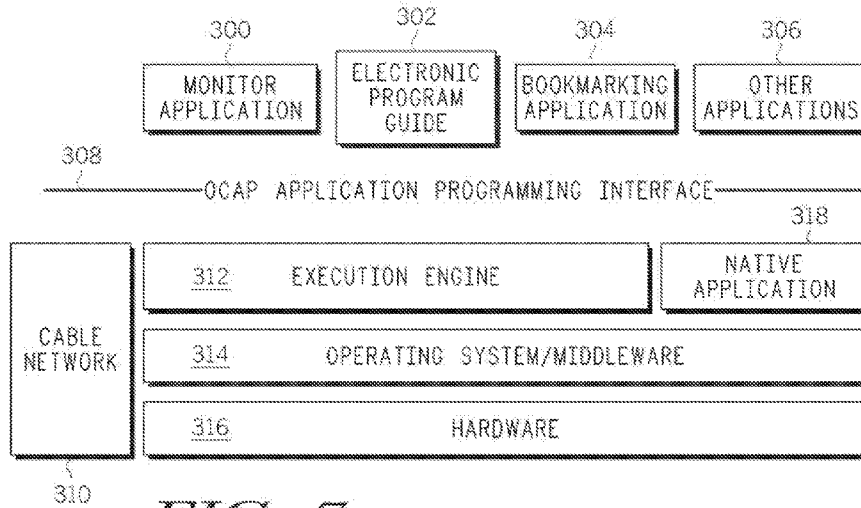 300
302
304
306
MONITOR
APPLICATION
ELECTRONIC
PROGRAM
GUIDE
BOOKMARKING
APPLICATION
OTHER
APPLICATIONS
308
OCAP APPLICATION PROGRAMMING INTERFACE
318
312 EXECUTION ENGINE
NATIVE
APPLICATION
CABLE
NETWORK
314 OPERATING SYSTEM/MIDDLEWARE
316 HARDWARE
310